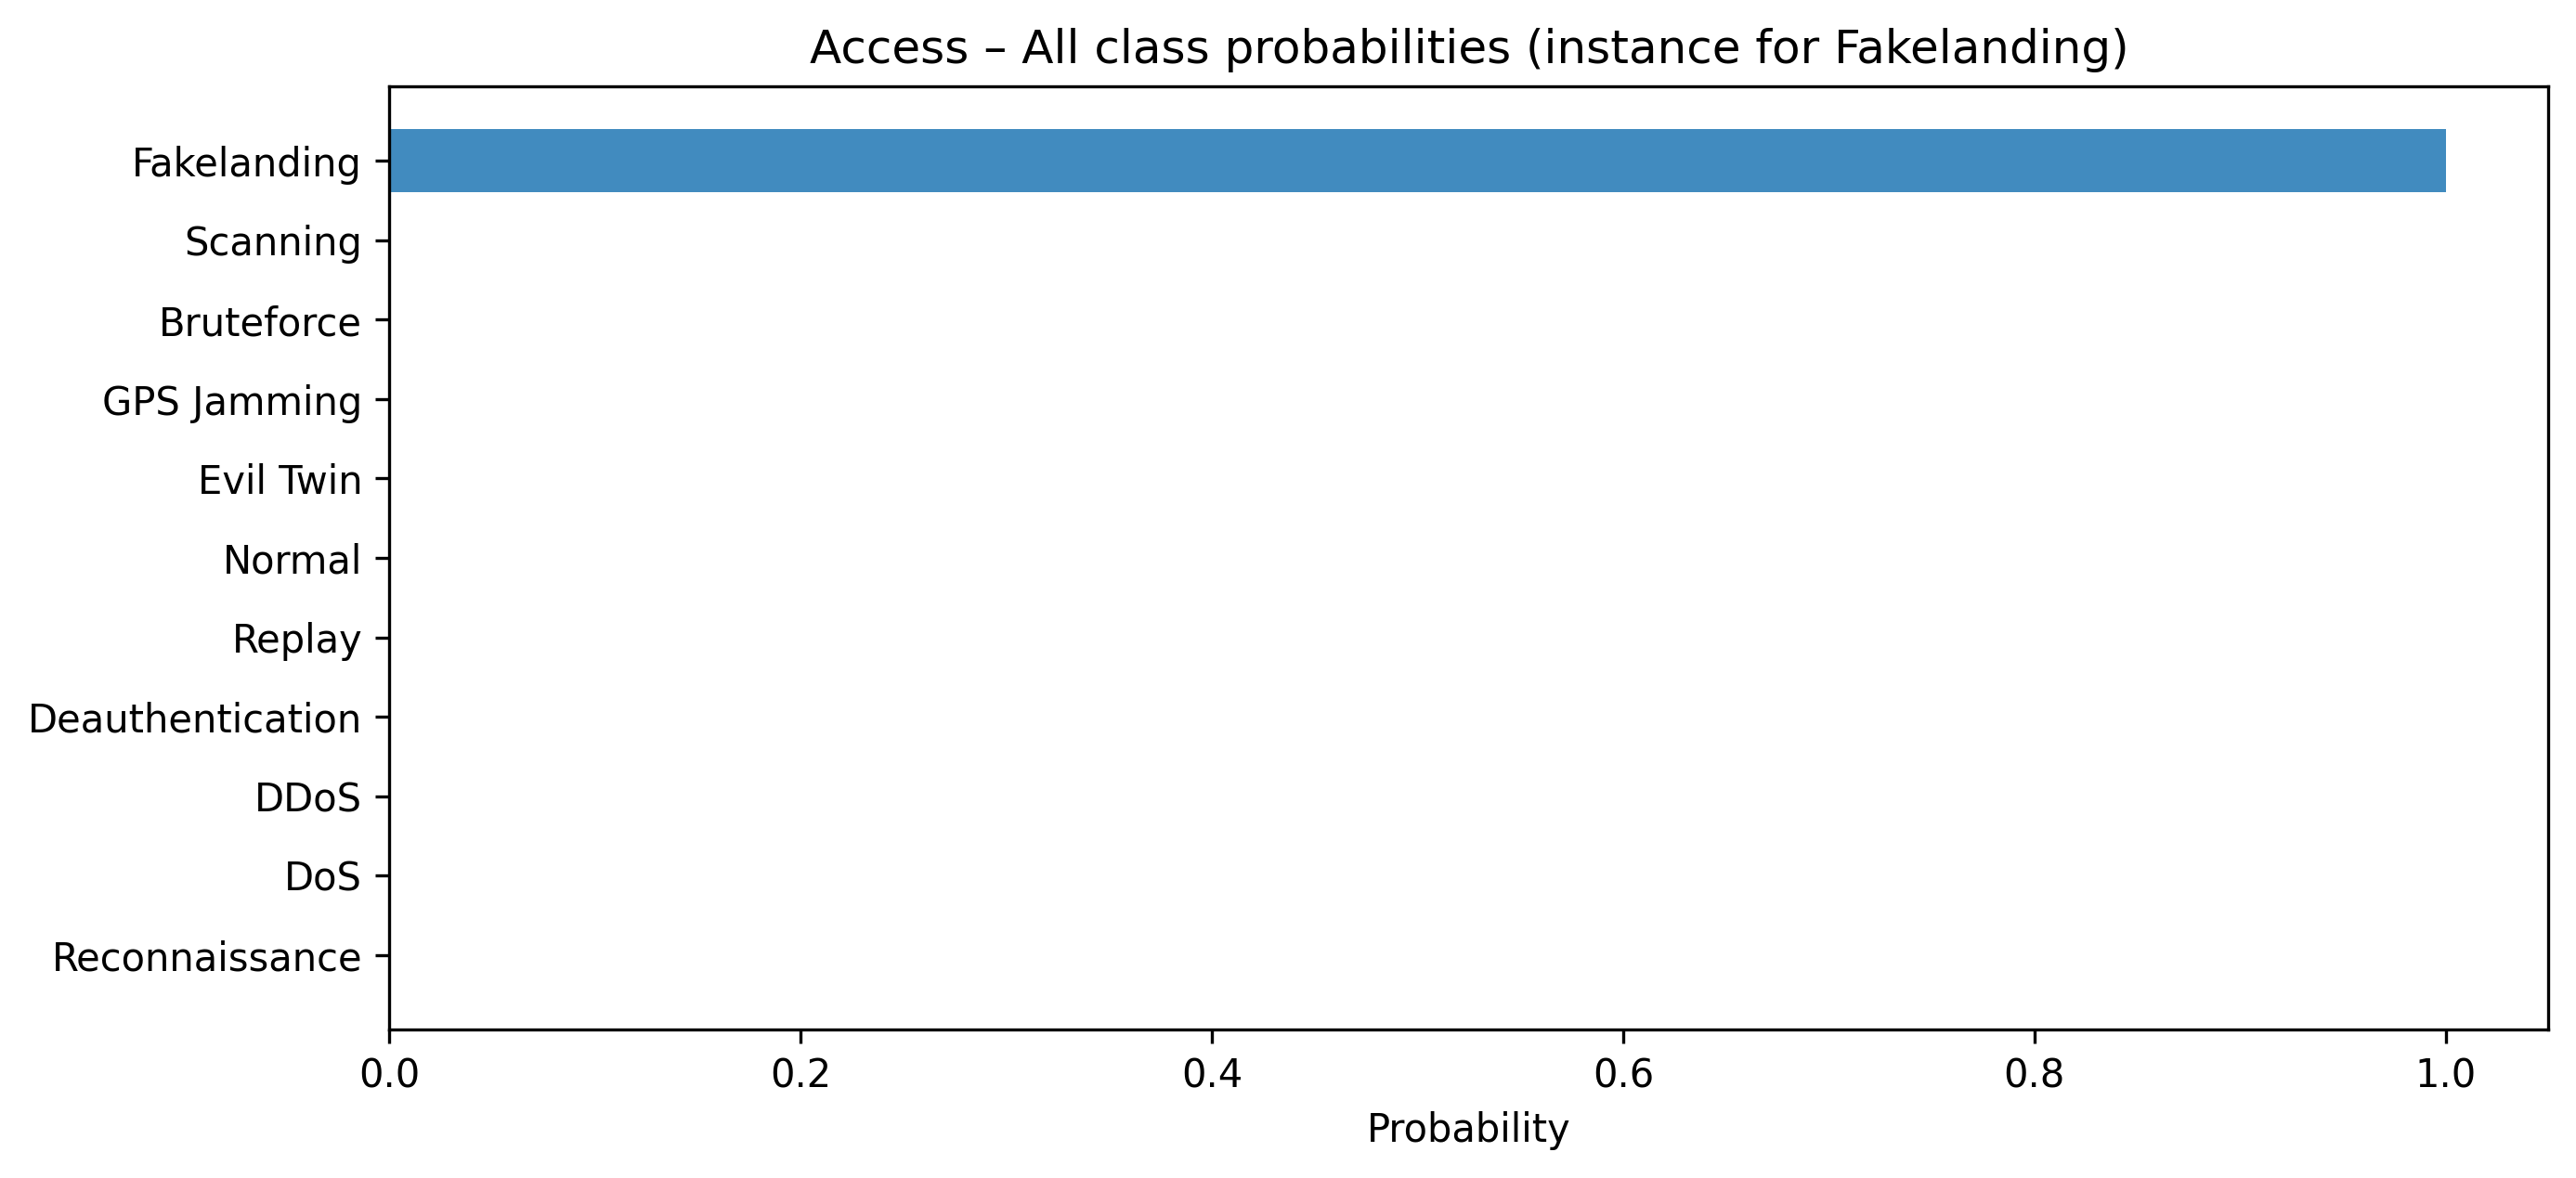 Access – All class probabilities (instance for Fakelanding)
Fakelanding
Scanning
Bruteforce
GPS Jamming
Evil Twin
Normal
Replay
Deauthentication
DDoS
DoS
Reconnaissance
0.0 0.2 0.4 0.6 0.8 1.0
Probability